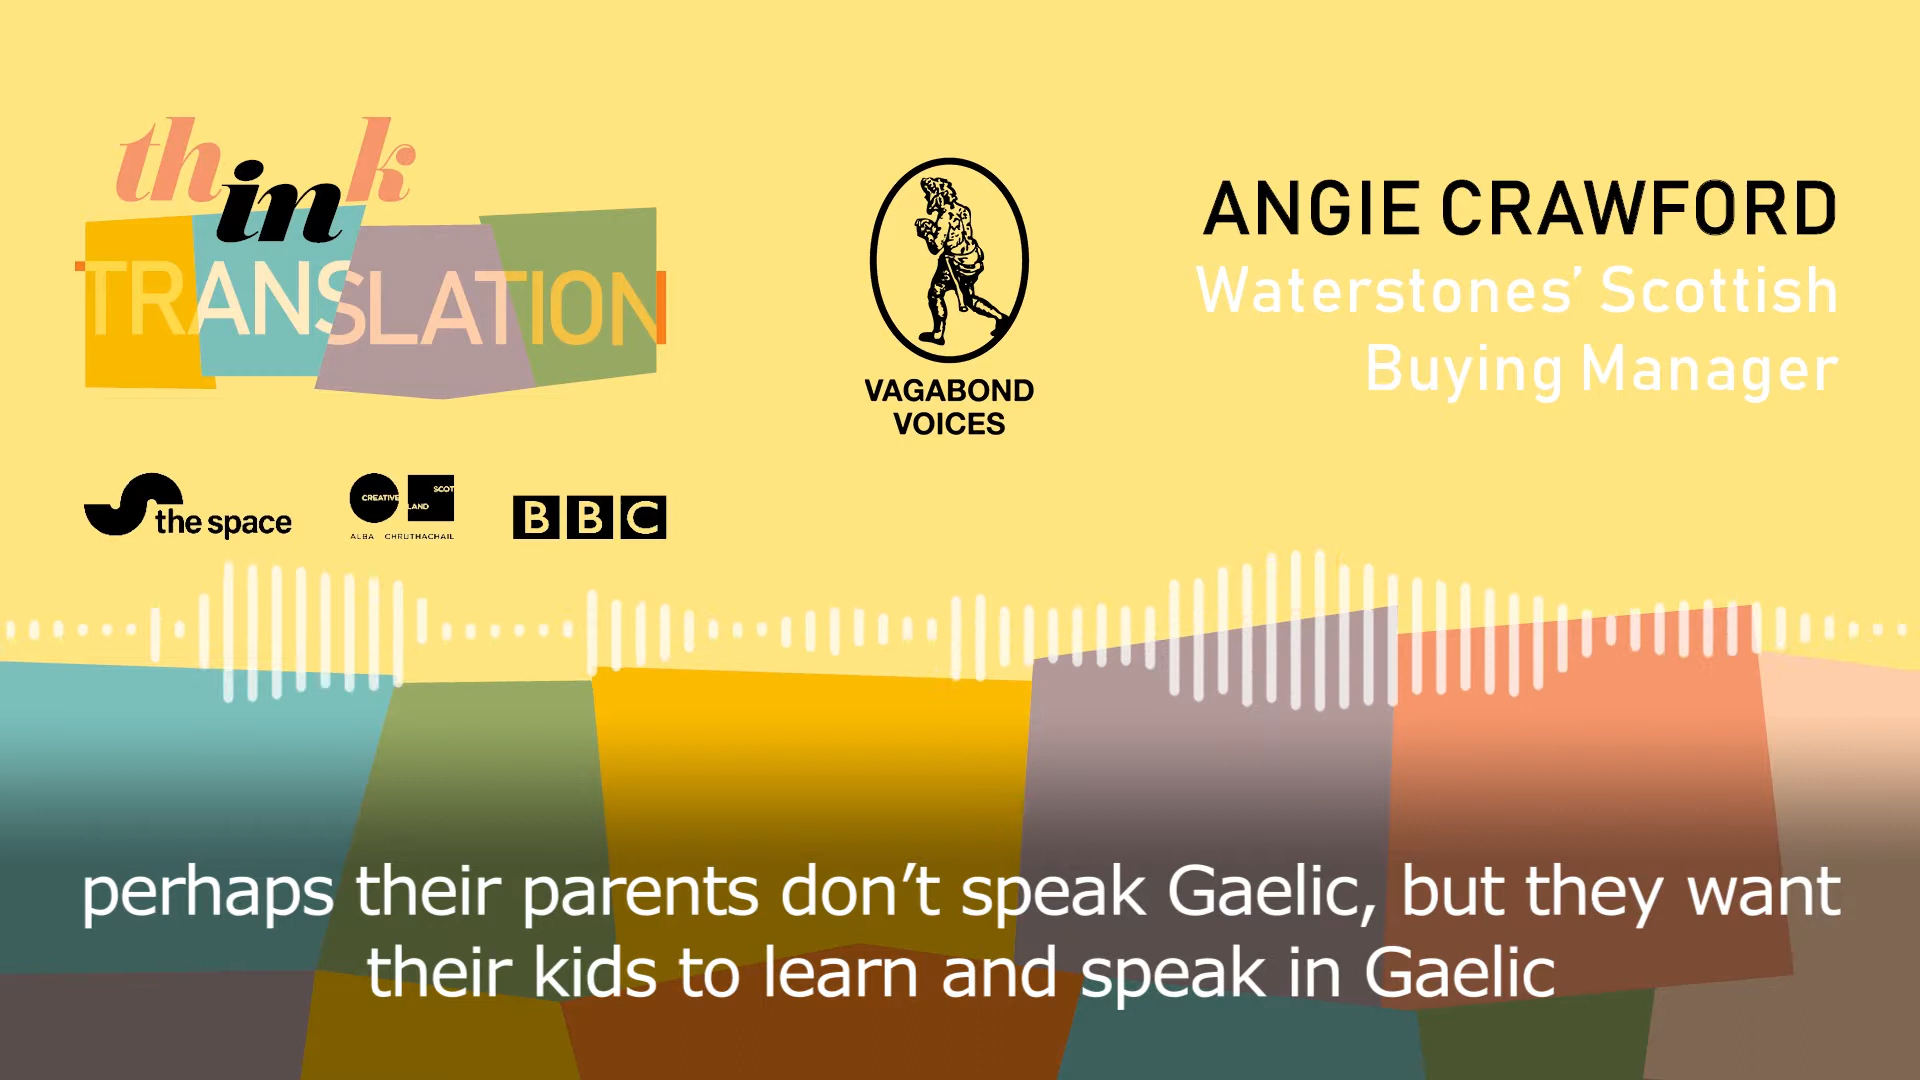 think
TRANSLATION
VAGABOND
VOICES
ANGIE CRAWFORD
Waterstones’ Scottish
Buying Manager
the space
CREATIVE SCOT
LAND
ALBA CHRUTHACHAIL
BBC
perhaps their parents don’t speak Gaelic, but they want
their kids to learn and speak in Gaelic